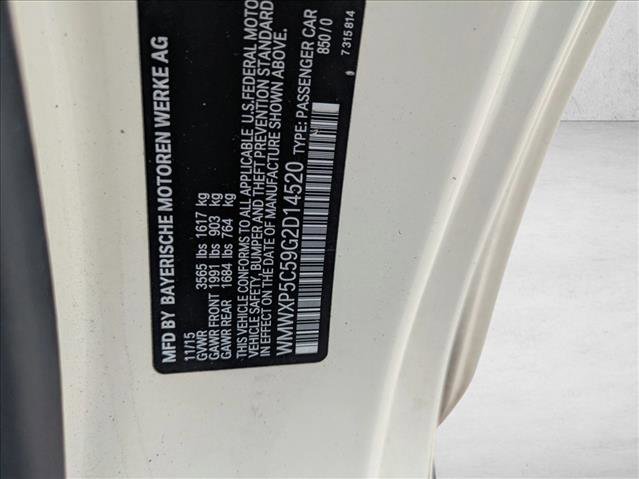 MFD BY BAYERISCHE MOTOREN WERKE AG
11/15
GVWR 3565 lbs 1617 kg
GAWR FRONT 1991 lbs 903 kg
GAWR REAR 1684 lbs 764 kg
THIS VEHICLE CONFORMS TO ALL APPLICABLE U.S. FEDERAL MOTOR
VEHICLE SAFETY, BUMPER AND THEFT PREVENTION STANDARD
IN EFFECT ON THE DATE OF MANUFACTURE SHOWN ABOVE.
WMWXP5C59G2D14520 TYPE: PASSENGER CAR
850 / 0
7 315 814